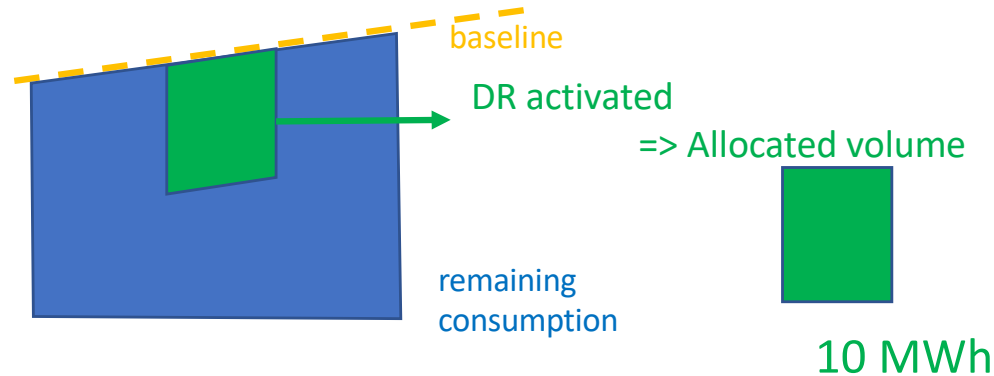 baseline
DR activated
=> Allocated volume
remaining
consumption
10 MWh